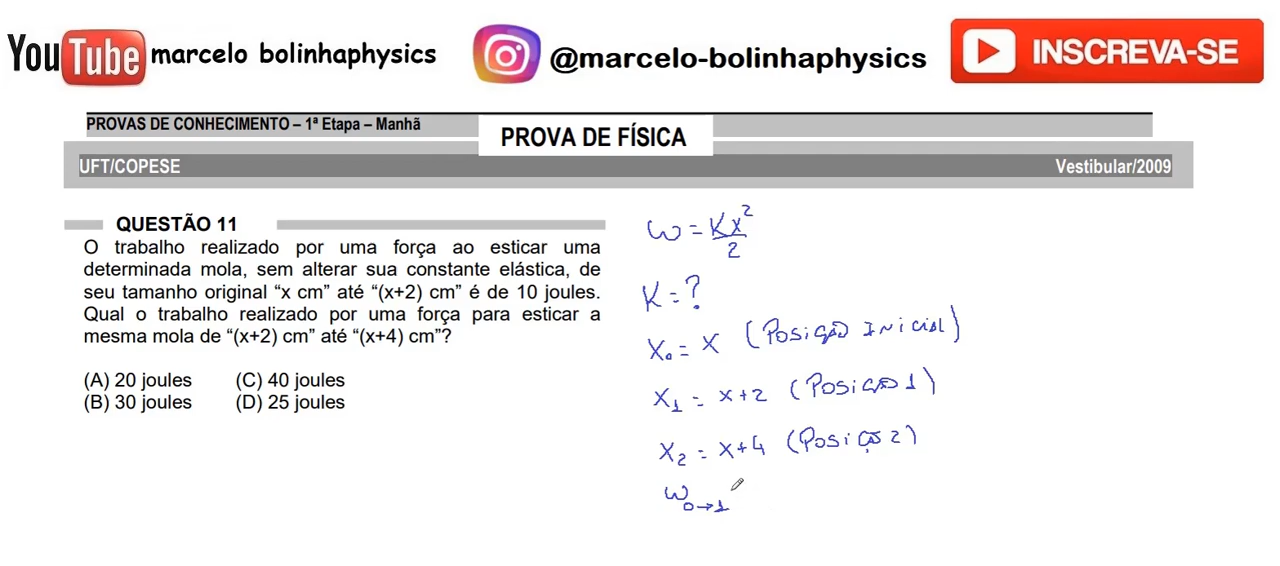 YouTube marcelo bolinhaphysics @marcelo-bolinhaphysics INSCREVA-SE
PROVAS DE CONHECIMENTO – 1ª Etapa – Manhã
PROVA DE FÍSICA
UFT/COPESE Vestibular/2009
QUESTÃO 11
O trabalho realizado por uma força ao esticar uma
determinada mola, sem alterar sua constante elástica, de
seu tamanho original “x cm” até “(x+2) cm” é de 10 joules.
Qual o trabalho realizado por uma força para esticar a
mesma mola de “(x+2) cm” até “(x+4) cm”?
(A) 20 joules (C) 40 joules
(B) 30 joules (D) 25 joules
W = Kx²/2
K = ?
X₀ = X (POSIÇÃO INICIAL)
X₁ = X+2 (POSIÇÃO 1)
X₂ = X+4 (POSIÇÃO 2)
W₀→₁